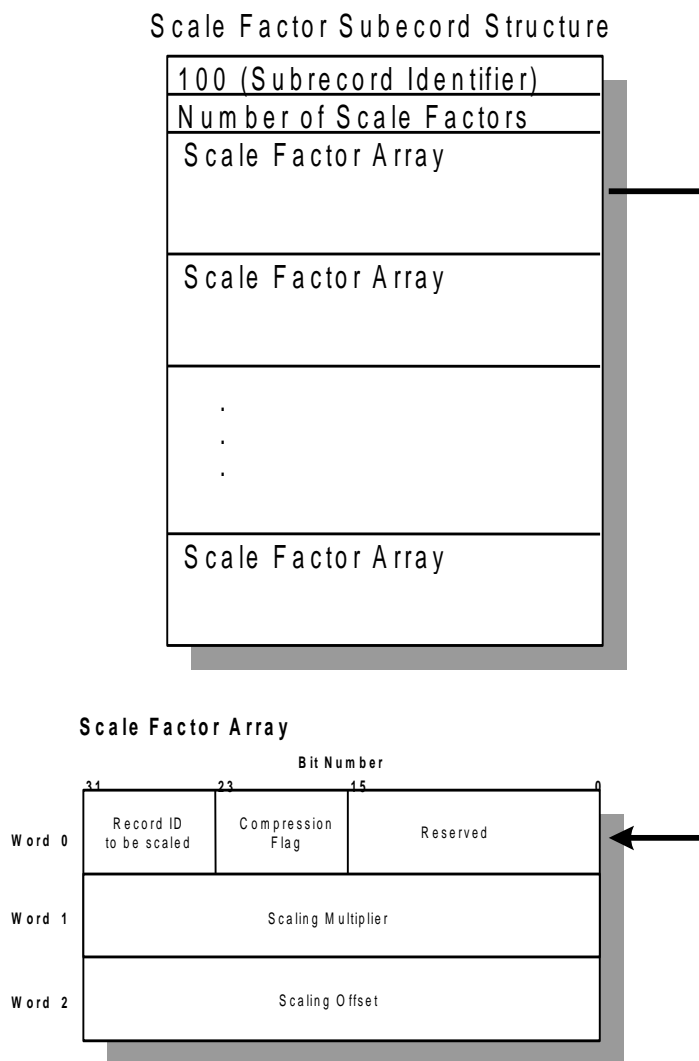 Scale Factor Subecord Structure
100 (Subrecord Identifier)
Number of Scale Factors
Scale Factor Array
Scale Factor Array
.
.
.
Scale Factor Array
Scale Factor Array
Bit Number
31 23 15 0
Word 0
Record ID
to be scaled
Compression
Flag
Reserved
Word 1
Scaling Multiplier
Word 2
Scaling Offset